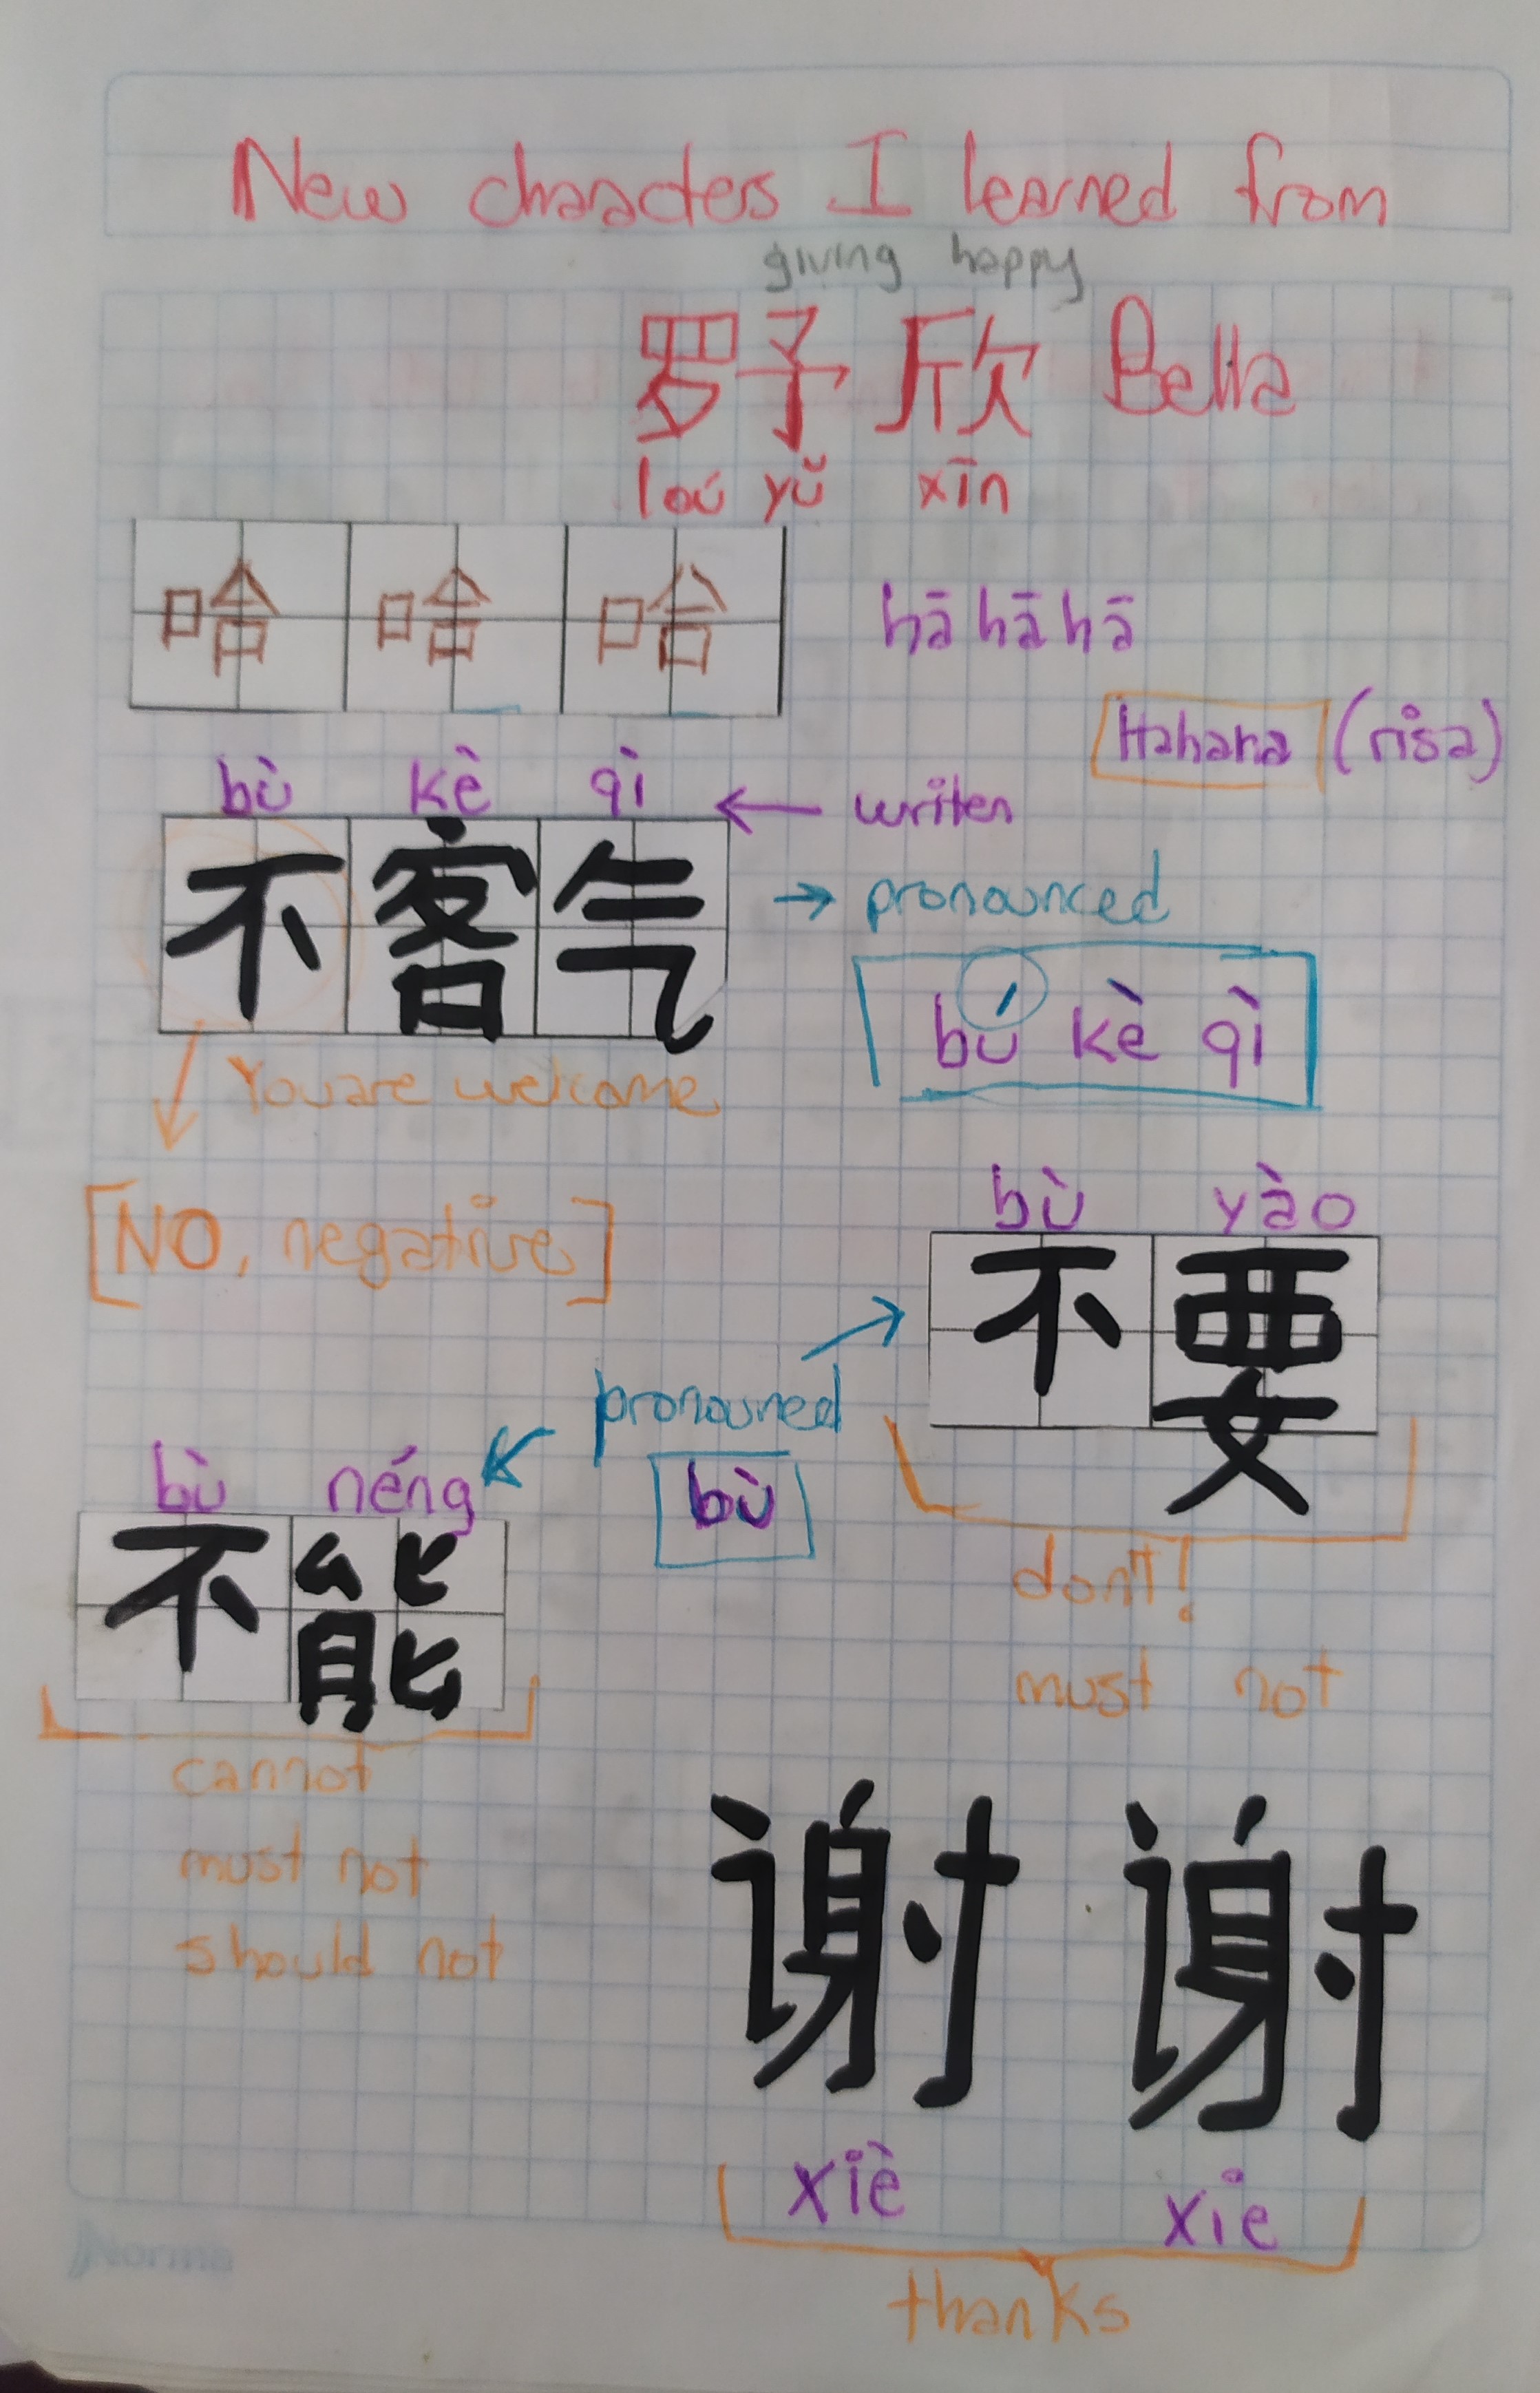 New characters I learned from
giving happy
罗予欣 Bella
loú yǔ xīn
哈哈哈 hā hā hā
Hahaha (risa)
bù kè qì ← writen
不客气 → pronounced
bú kè qì
You are welcome
[NO, negative]
bù yào
不要
pronouned
bù
bù néng
不能
don't!
must not
cannot
must not
should not
谢谢
xiè xie
thanks
Norma